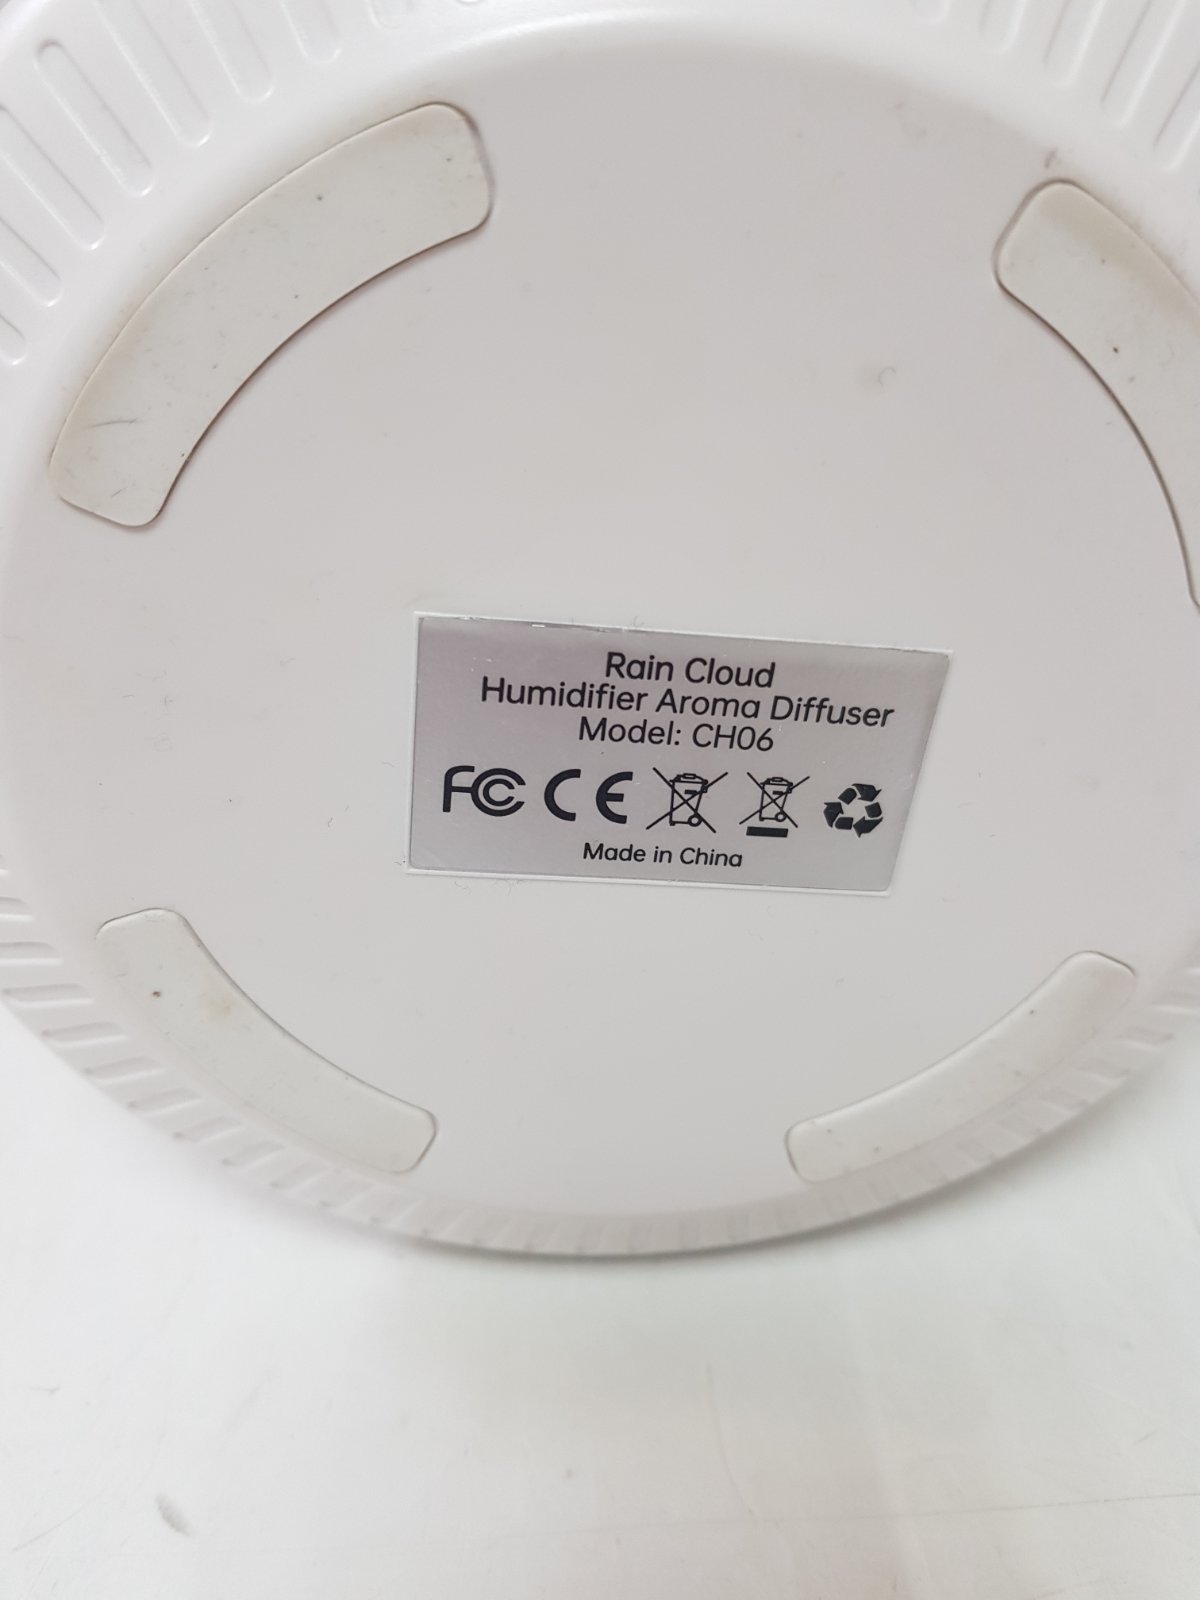 Rain Cloud
Humidifier Aroma Diffuser
Model: CH06
FC CE
Made in China